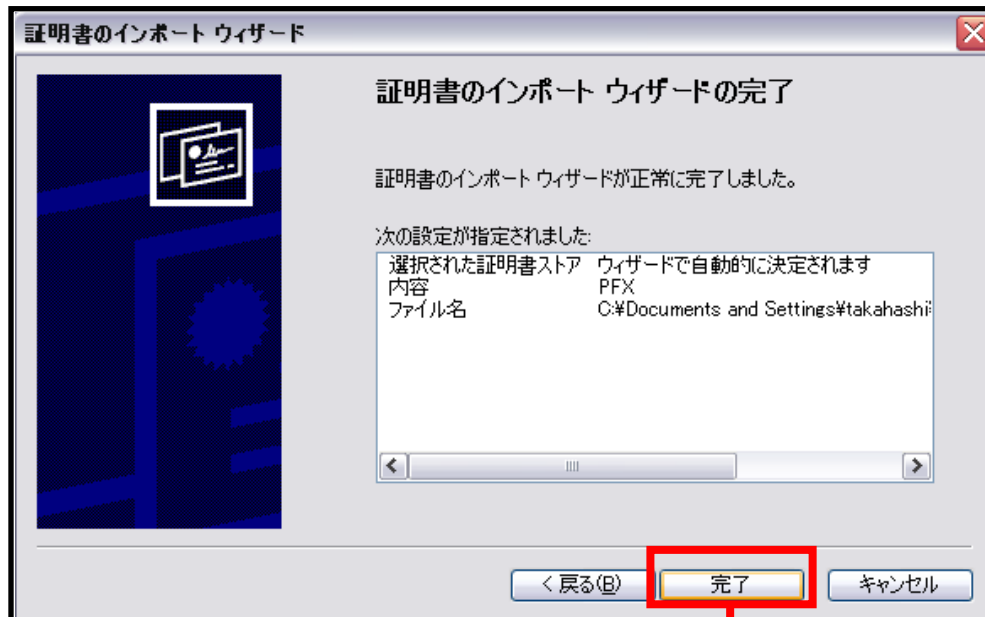 証明書のインポート ウィザード
証明書のインポート ウィザードの完了
証明書のインポート ウィザードが正常に完了しました。
次の設定が指定されました:
選択された証明書ストア ウィザードで自動的に決定されます
内容 PFX
ファイル名 C:¥Documents and Settings¥takahashi
< 戻る(B) 完了 キャンセル